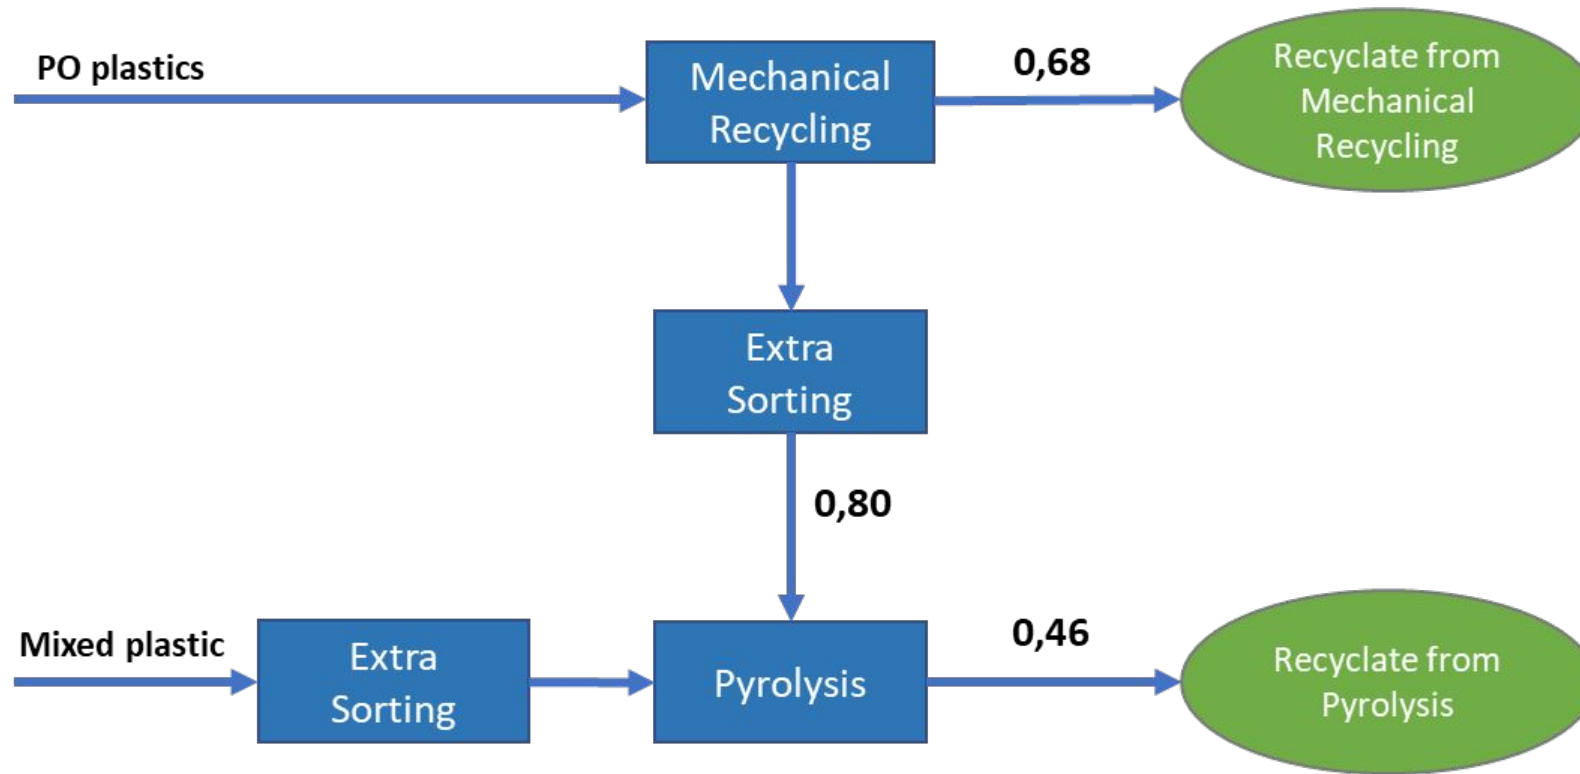 PO plastics
Mechanical
Recycling
0,68
Recyclate from
Mechanical
Recycling
Extra
Sorting
0,80
Mixed plastic
Extra
Sorting
Pyrolysis
0,46
Recyclate from
Pyrolysis